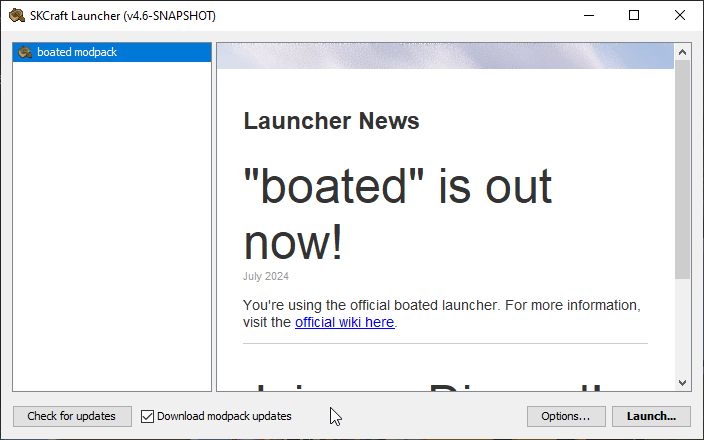 SKCraft Launcher (v4.6-SNAPSHOT)
boated modpack
Launcher News
"boated" is out
now!
July 2024
You're using the official boated launcher. For more information,
visit the official wiki here.
Check for updates
Download modpack updates
Options...
Launch...